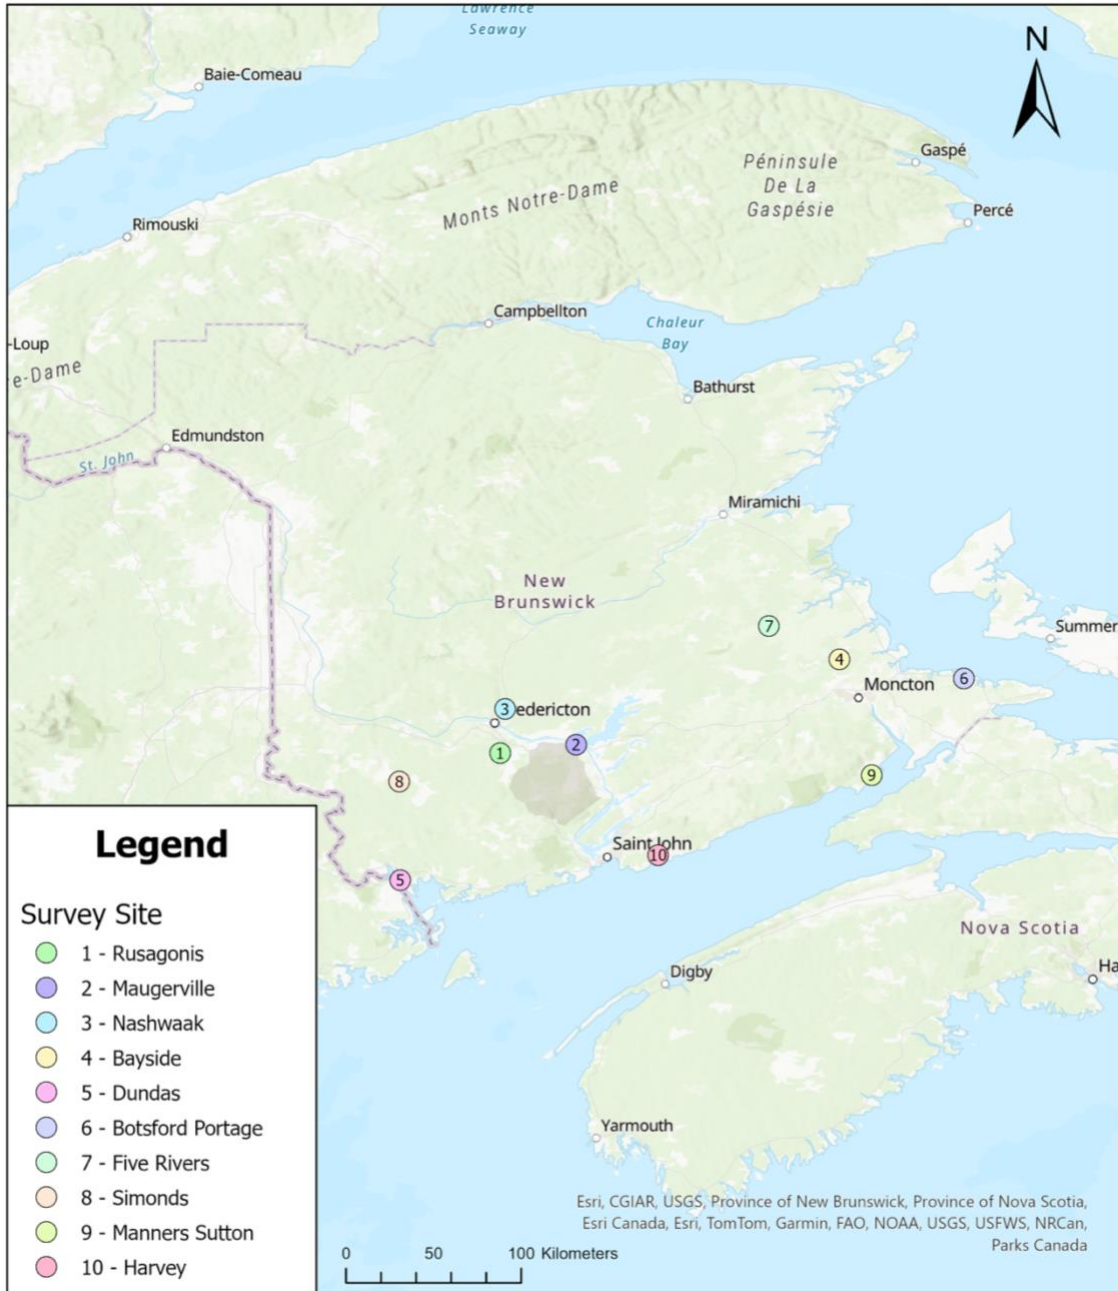 Lawrence
Seaway
N
Baie-Comeau
Gaspé
Péninsule
De La
Gaspésie
Monts Notre-Dame
Percé
Rimouski
Campbellton
Chaleur
Bay
-Loup
re-Dame
Bathurst
Edmundston
St. John
Miramichi
New
Brunswick
7
Summer
4
6
Moncton
3
edericton
1
2
8
9
Saint John
10
5
Nova Scotia
Digby
Ha
Yarmouth
Legend
Survey Site
1 - Rusagonis
2 - Maugerville
3 - Nashwaak
4 - Bayside
5 - Dundas
6 - Botsford Portage
7 - Five Rivers
8 - Simonds
9 - Manners Sutton
10 - Harvey
0 50 100 Kilometers
Esri, CGIAR, USGS, Province of New Brunswick, Province of Nova Scotia,
Esri Canada, Esri, TomTom, Garmin, FAO, NOAA, USGS, USFWS, NRCan,
Parks Canada